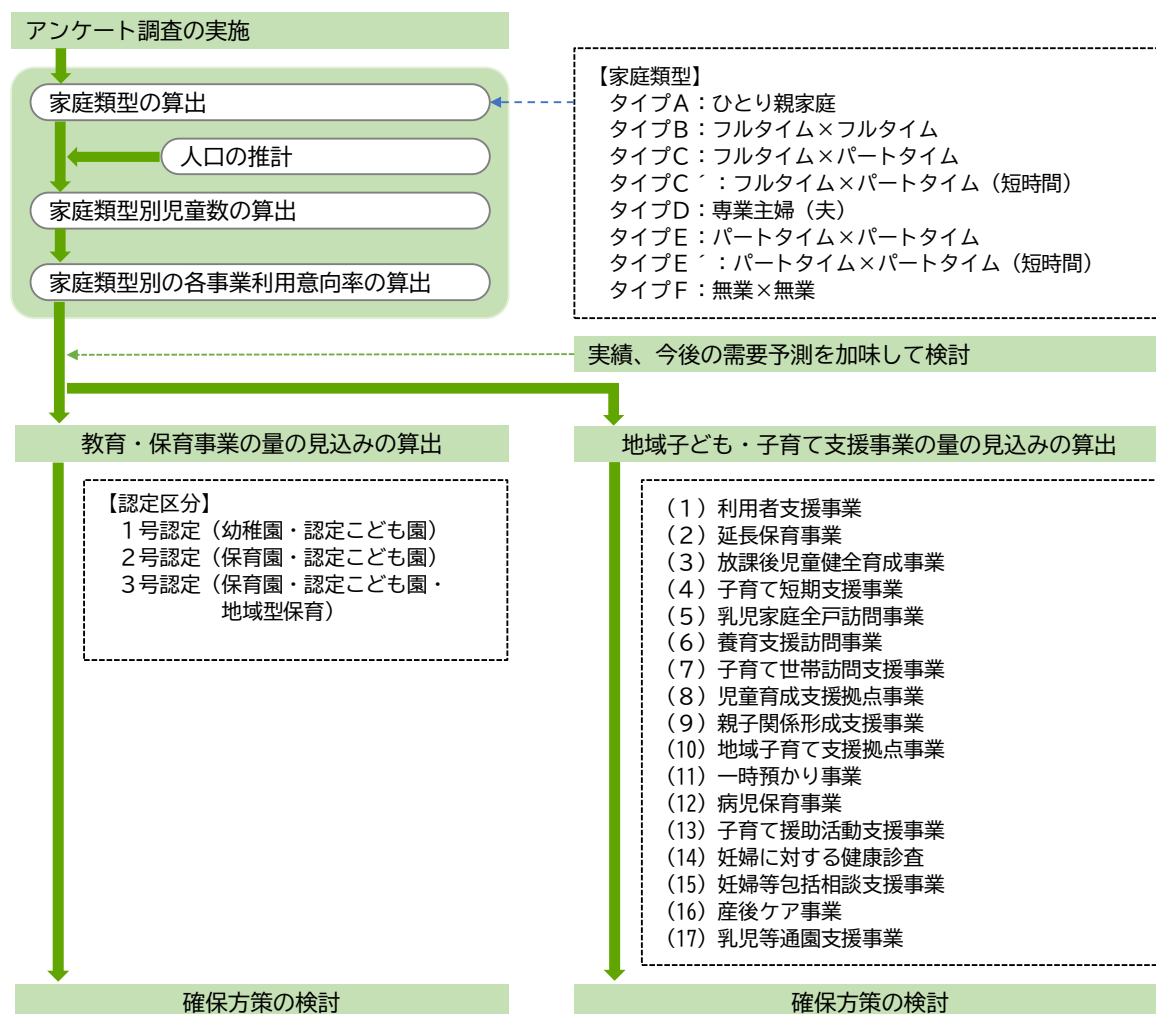 アンケート調査の実施
家庭類型の算出
人口の推計
家庭類型別児童数の算出
家庭類型別の各事業利用意向率の算出
【家庭類型】
タイプA：ひとり親家庭
タイプB：フルタイム×フルタイム
タイプC：フルタイム×パートタイム
タイプC´：フルタイム×パートタイム（短時間）
タイプD：専業主婦（夫）
タイプE：パートタイム×パートタイム
タイプE´：パートタイム×パートタイム（短時間）
タイプF：無業×無業
実績、今後の需要予測を加味して検討
教育・保育事業の量の見込みの算出
【認定区分】
１号認定（幼稚園・認定こども園）
２号認定（保育園・認定こども園）
３号認定（保育園・認定こども園・
地域型保育）
確保方策の検討
地域子ども・子育て支援事業の量の見込みの算出
（１）利用者支援事業
（２）延長保育事業
（３）放課後児童健全育成事業
（４）子育て短期支援事業
（５）乳児家庭全戸訪問事業
（６）養育支援訪問事業
（７）子育て世帯訪問支援事業
（８）児童育成支援拠点事業
（９）親子関係形成支援事業
（10）地域子育て支援拠点事業
（11）一時預かり事業
（12）病児保育事業
（13）子育て援助活動支援事業
（14）妊婦に対する健康診査
（15）妊婦等包括相談支援事業
（16）産後ケア事業
（17）乳児等通園支援事業
確保方策の検討